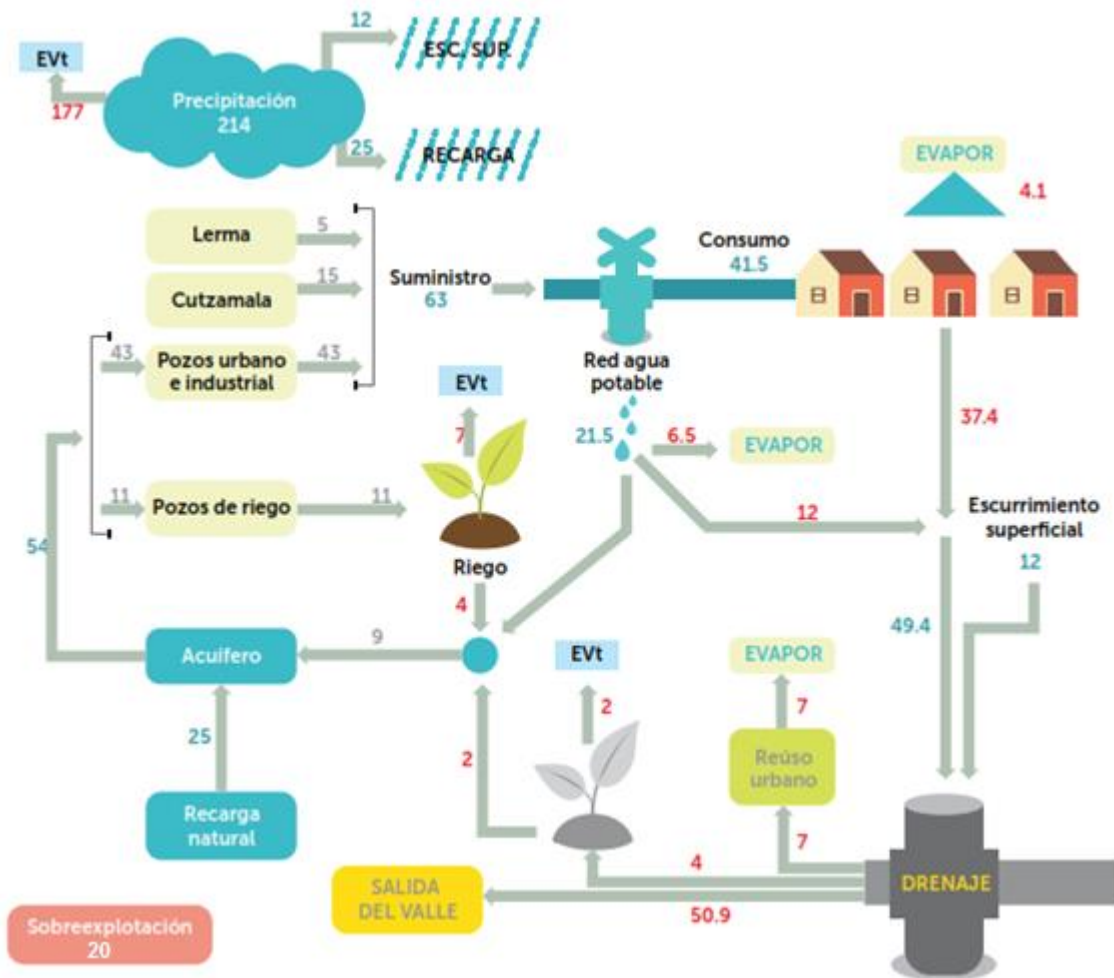 12
ESC. SUP.
EVt
177
Precipitación
214
25
RECARGA
EVAPOR
4.1
Lerma
5
Cutzamala
15
Suministro
63
Consumo
41.5
43
Pozos urbano
e industrial
43
Red agua
potable
EVt
7
21.5
6.5
EVAPOR
37.4
11
Pozos de riego
11
12
Escurrimiento
superficial
12
54
Riego
4
49.4
Acuífero
9
EVt
EVAPOR
2
7
25
2
Reúso
urbano
Recarga
natural
7
4
SALIDA
DEL VALLE
50.9
DRENAJE
Sobreexplotación
20